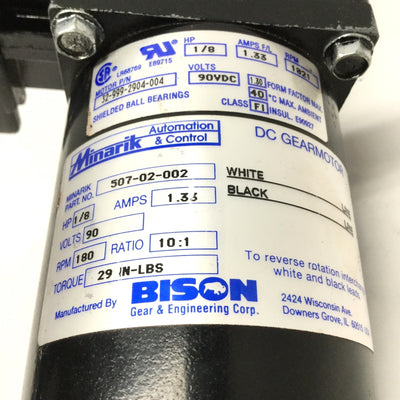 HP AMPS F/L RPM
1/8 1.33 1821
LR68769 E89715
MOTOR P/N
32-999-2904-004
VOLTS
90VDC
1.30 FORM FACTOR MAX.
40 °C MAX. AMBIENT
SHIELDED BALL BEARINGS
CLASS F1 INSUL. E90927
Minarik Automation & Control
DC GEARMOTOR
MINARIK PART NO. 507-02-002
WHITE
HP 1/8 AMPS 1.33
BLACK
VOLTS 90
RPM 180 RATIO 10:1
TORQUE 29 IN-LBS
To reverse rotation
white and black leads.
Manufactured By BISON
Gear & Engineering Corp.
2424 Wisconsin Ave.
Downers Grove, IL